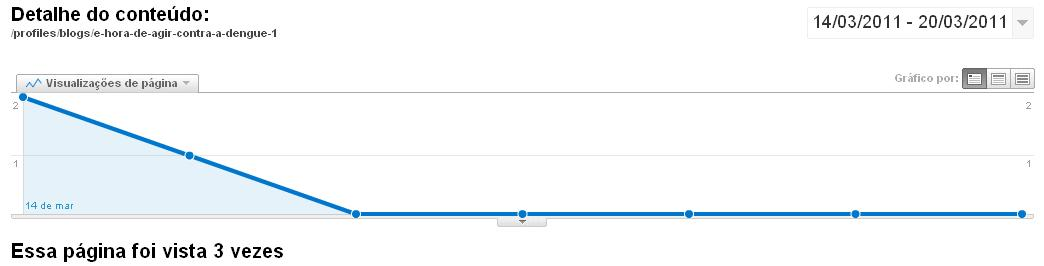 Detalhe do conteúdo:
/profiles/blogs/e-hora-de-agir-contra-a-dengue-1
14/03/2011 - 20/03/2011
Visualizações de página
Gráfico por:
2 2
1 1
14 de mar
Essa página foi vista 3 vezes